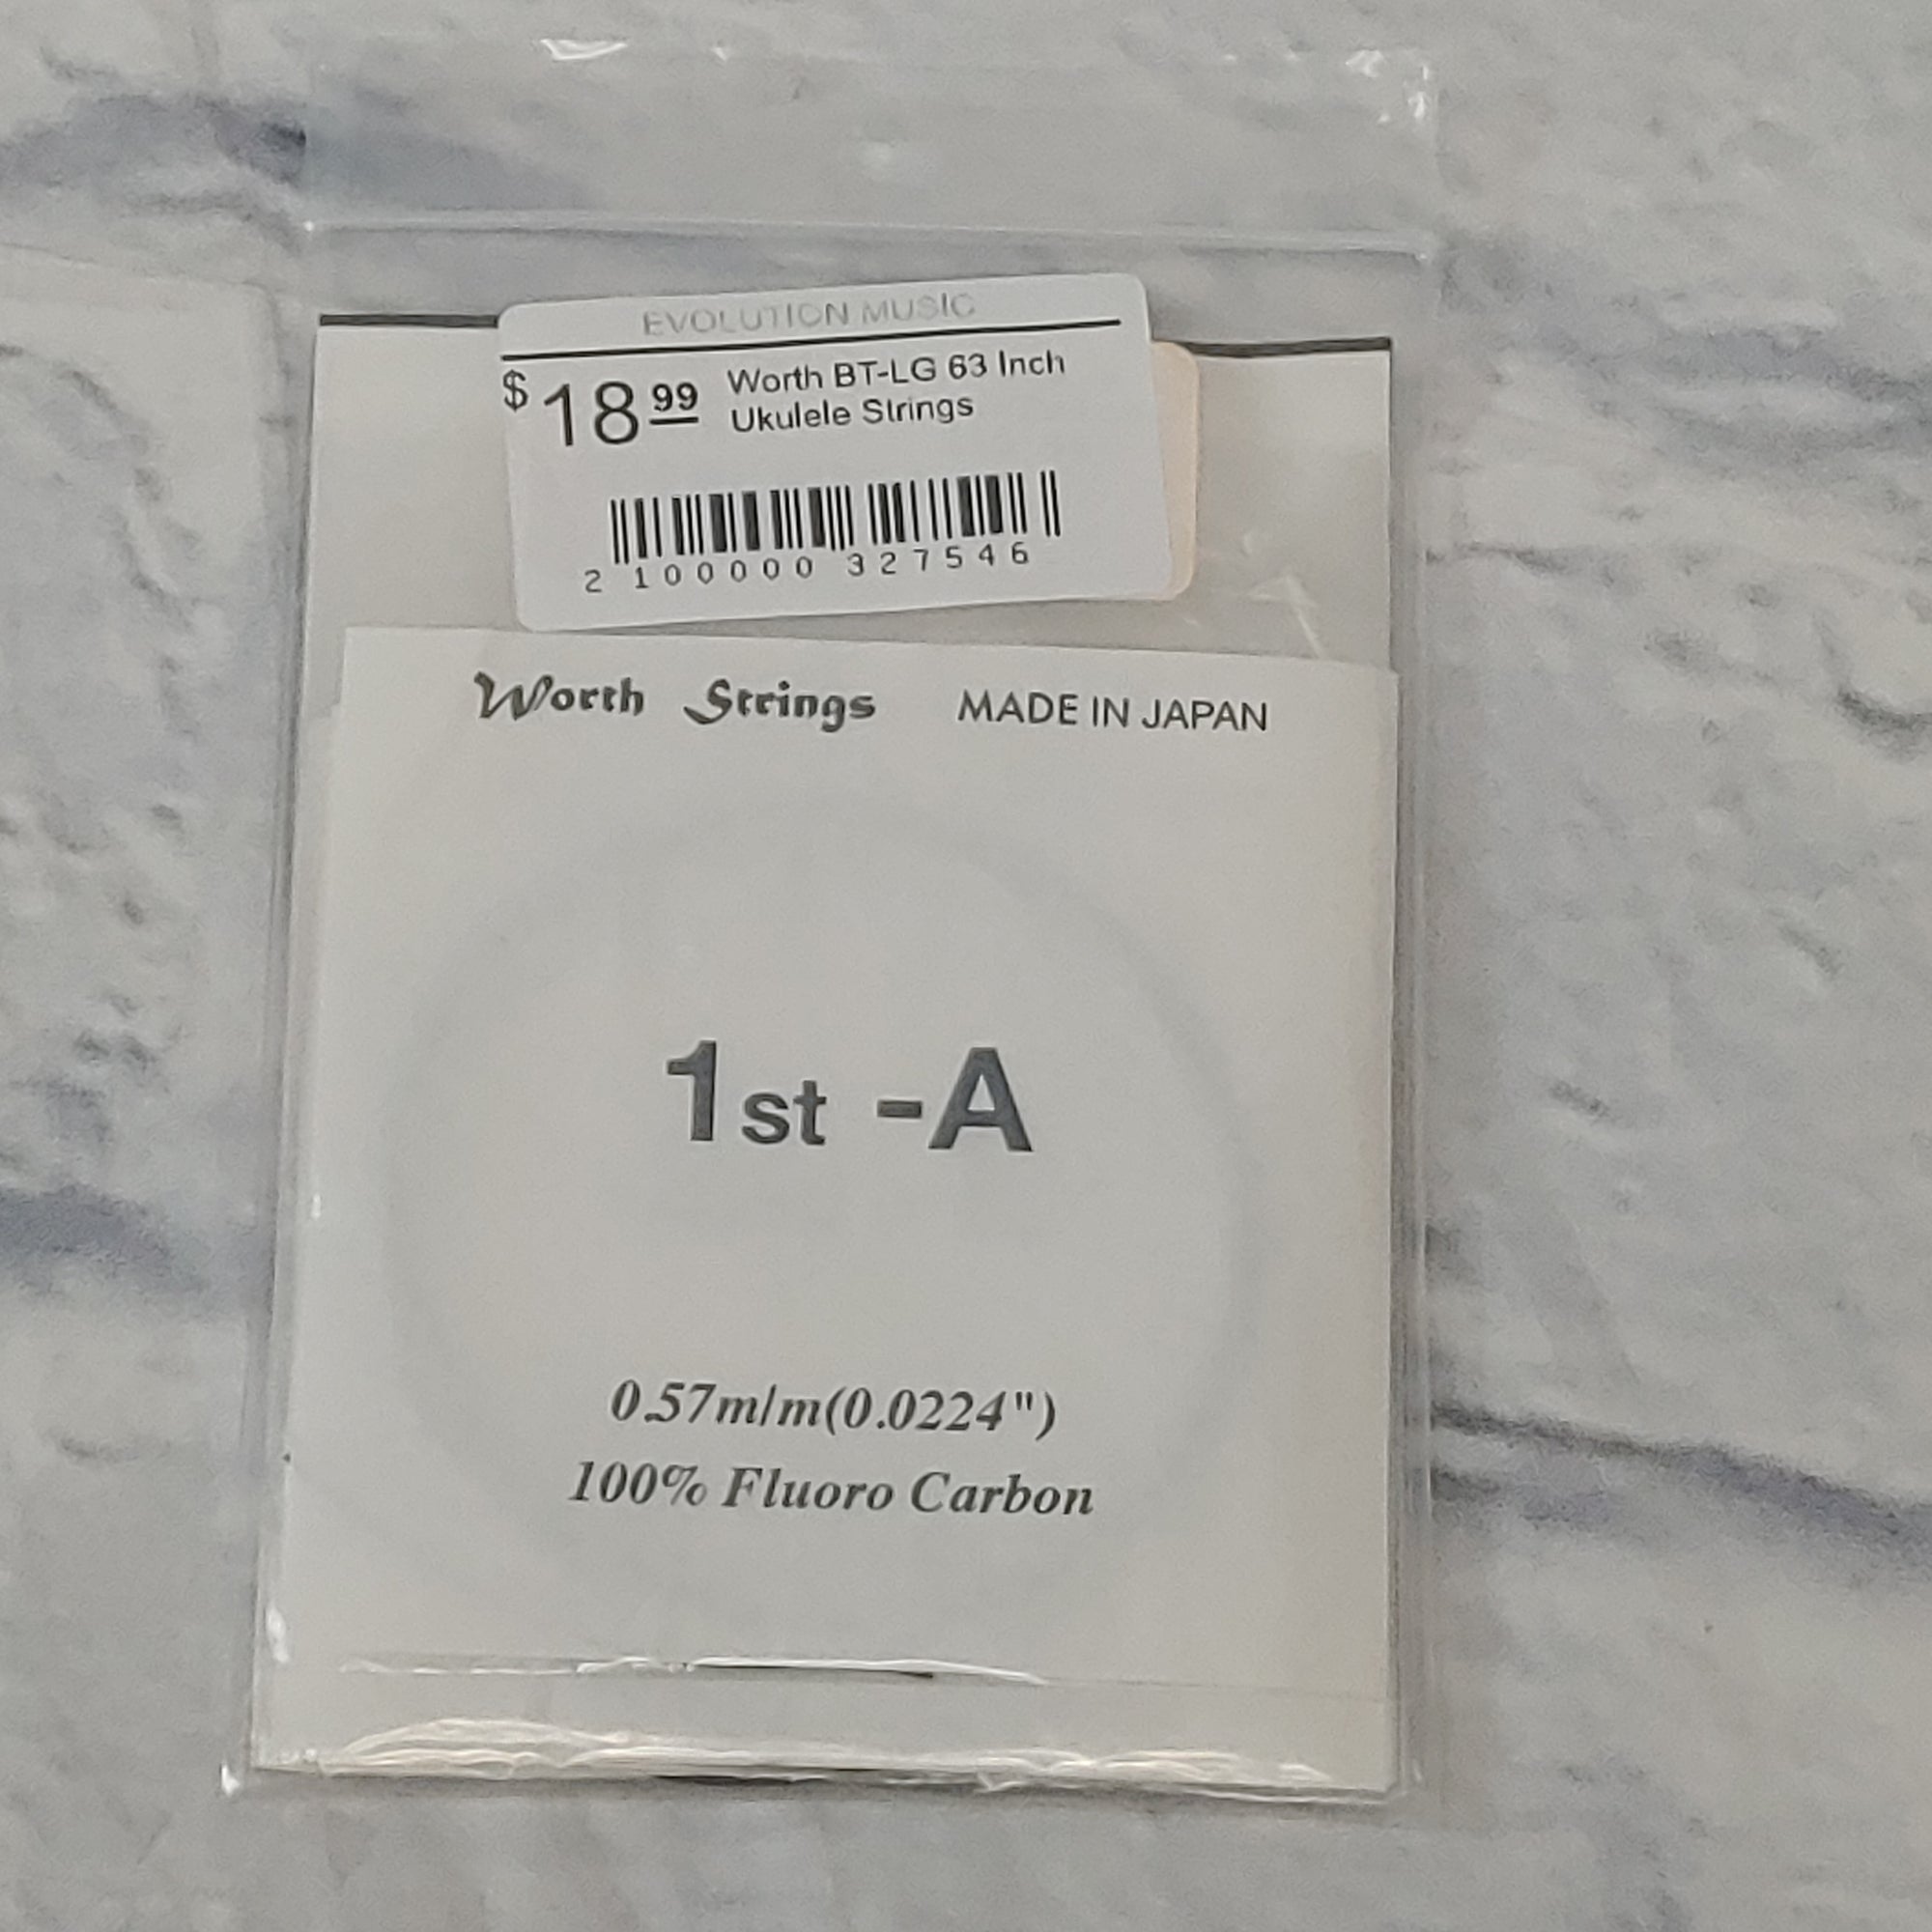 EVOLUTION MUSIC
$18.99 Worth BT-LG 63 Inch
Ukulele Strings
2 100000 327546
Worth Strings MADE IN JAPAN
1st -A
0.57m/m(0.0224")
100% Fluoro Carbon